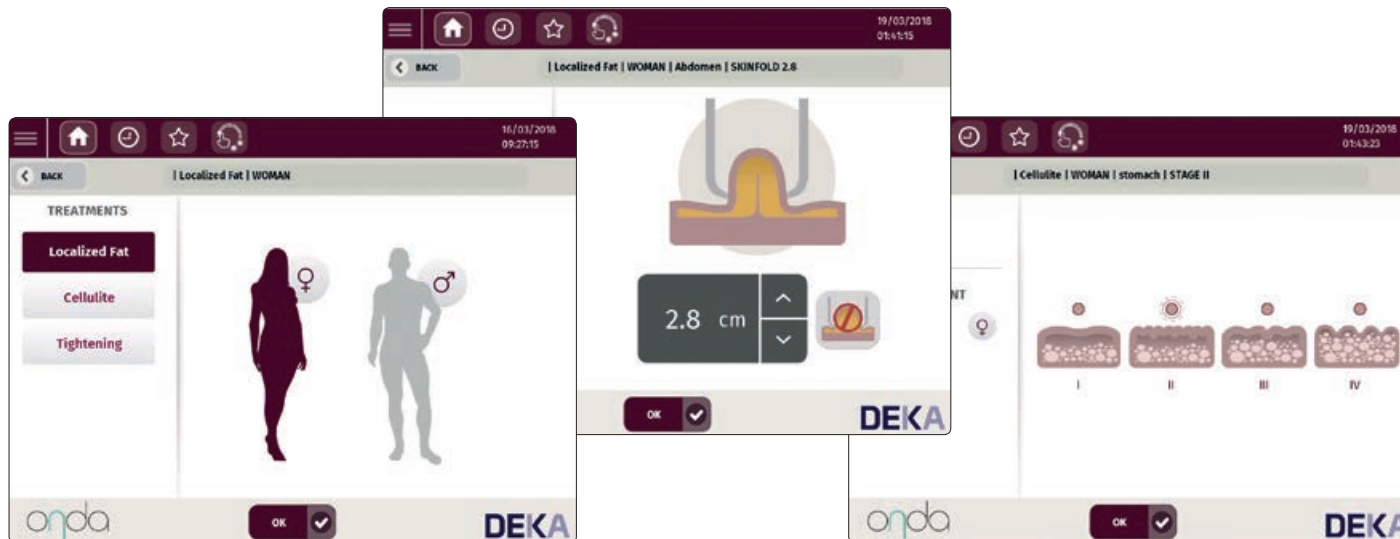 16/03/2018
09:27:15
BACK
| Localized Fat | WOMAN
TREATMENTS
Localized Fat
Cellulite
Tightening
onda
OK
DEKA
19/03/2018
01:41:15
BACK
| Localized Fat | WOMAN | Abdomen | SKINFOLD 2.8
2.8 cm
OK
DEKA
19/03/2018
01:43:23
| Cellulite | WOMAN | stomach | STAGE II
NT
I II III IV
onda
OK
DEKA